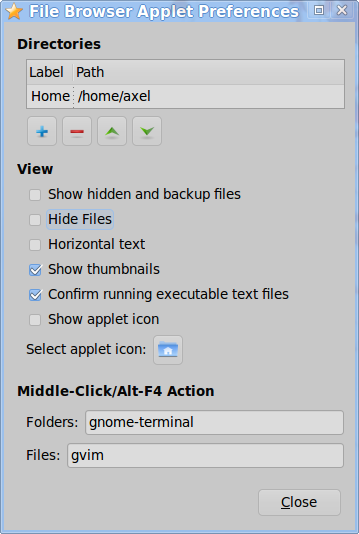 File Browser Applet Preferences
Directories
Label Path
Home /home/axel
View
Show hidden and backup files
Hide Files
Horizontal text
Show thumbnails
Confirm running executable text files
Show applet icon
Select applet icon:
Middle-Click/Alt-F4 Action
Folders: gnome-terminal
Files: gvim
Close